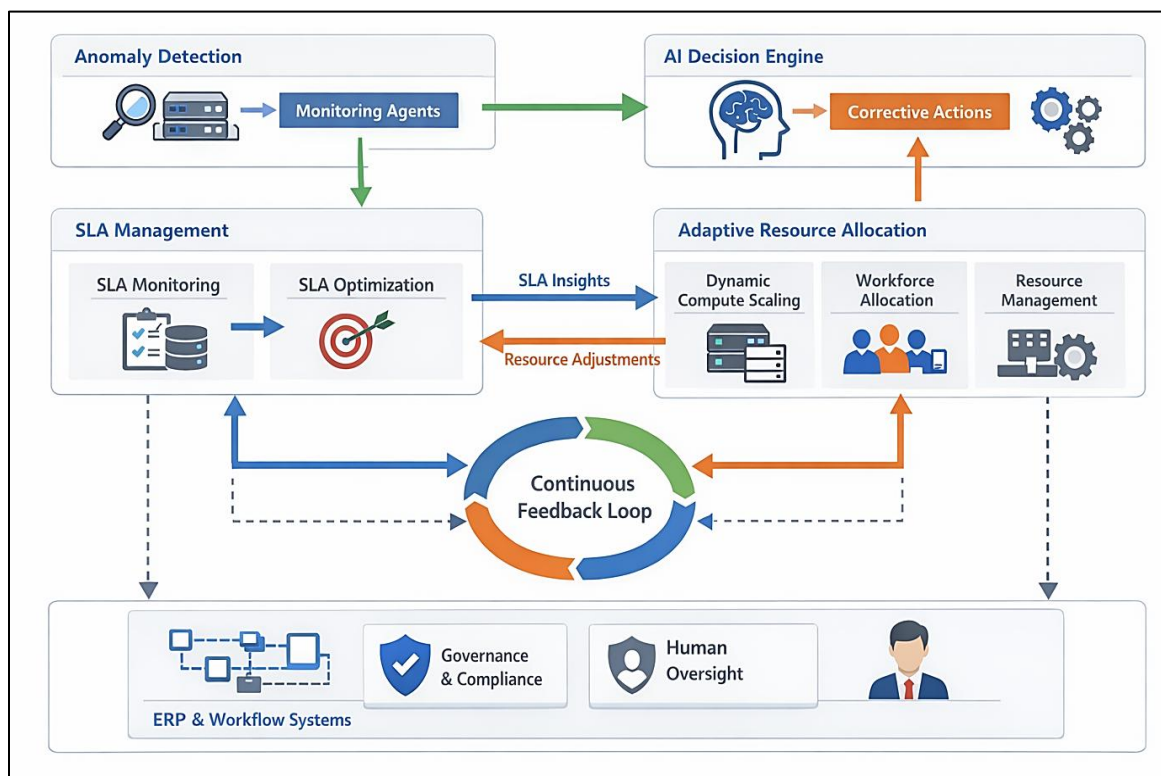 Anomaly Detection
Monitoring Agents
AI Decision Engine
Corrective Actions
SLA Management
SLA Monitoring
SLA Optimization
SLA Insights
Resource Adjustments
Adaptive Resource Allocation
Dynamic
Compute Scaling
Workforce
Allocation
Resource
Management
Continuous
Feedback Loop
ERP & Workflow Systems
Governance
& Compliance
Human
Oversight